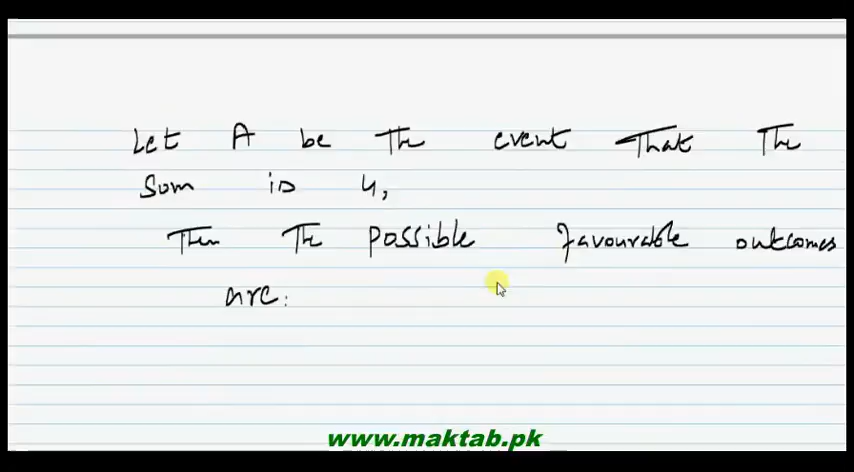 Let A be the event that the
Sum is 4,
Then the possible favourable outcomes
are:
www.maktab.pk